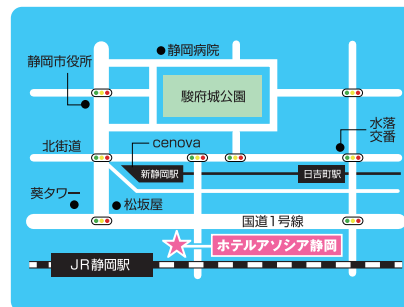 静岡病院
静岡市役所
駿府城公園
水落
交番
北街道
cenova
新静岡駅
日吉町駅
葵タワー
松坂屋
国道1号線
ホテルアソシア静岡
JR静岡駅